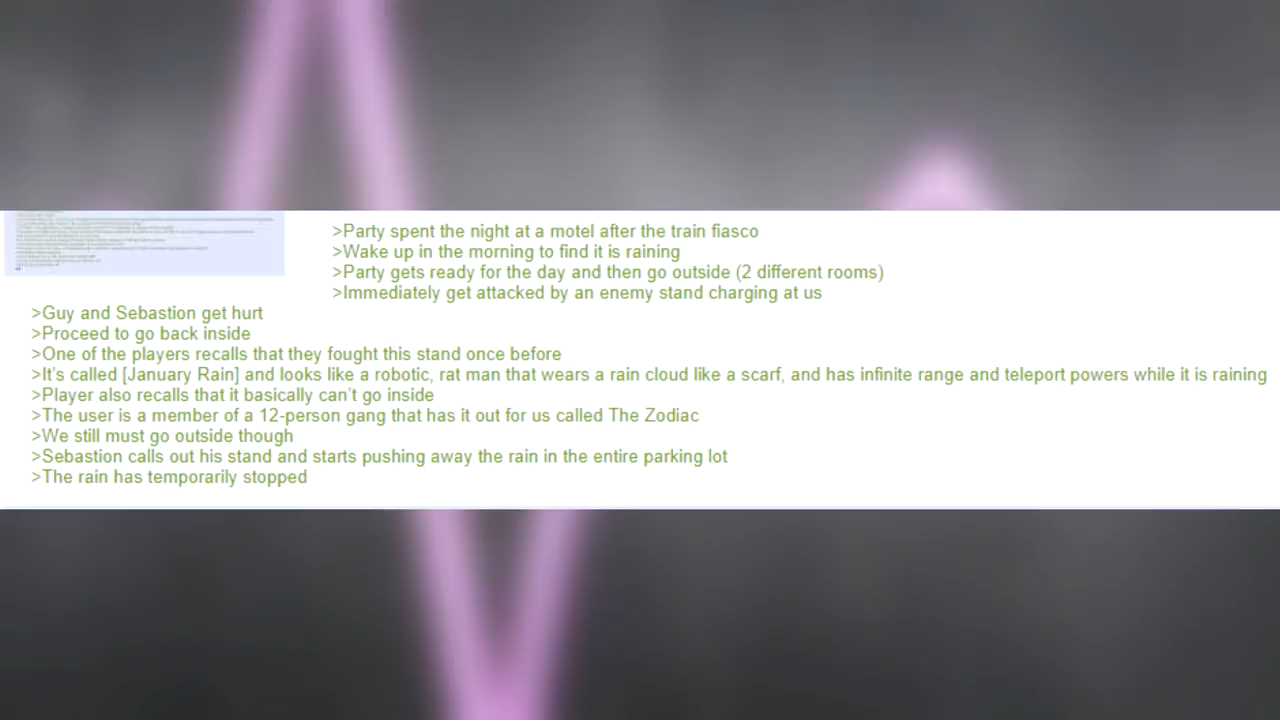 >Party spent the night at a motel after the train fiasco
>Wake up in the morning to find it is raining
>Party gets ready for the day and then go outside (2 different rooms)
>Immediately get attacked by an enemy stand charging at us
>Guy and Sebastion get hurt
>Proceed to go back inside
>One of the players recalls that they fought this stand once before
>It's called [January Rain] and looks like a robotic, rat man that wears a rain cloud like a scarf, and has infinite range and teleport powers while it is raining
>Player also recalls that it basically can't go inside
>The user is a member of a 12-person gang that has it out for us called The Zodiac
>We still must go outside though
>Sebastion calls out his stand and starts pushing away the rain in the entire parking lot
>The rain has temporarily stopped